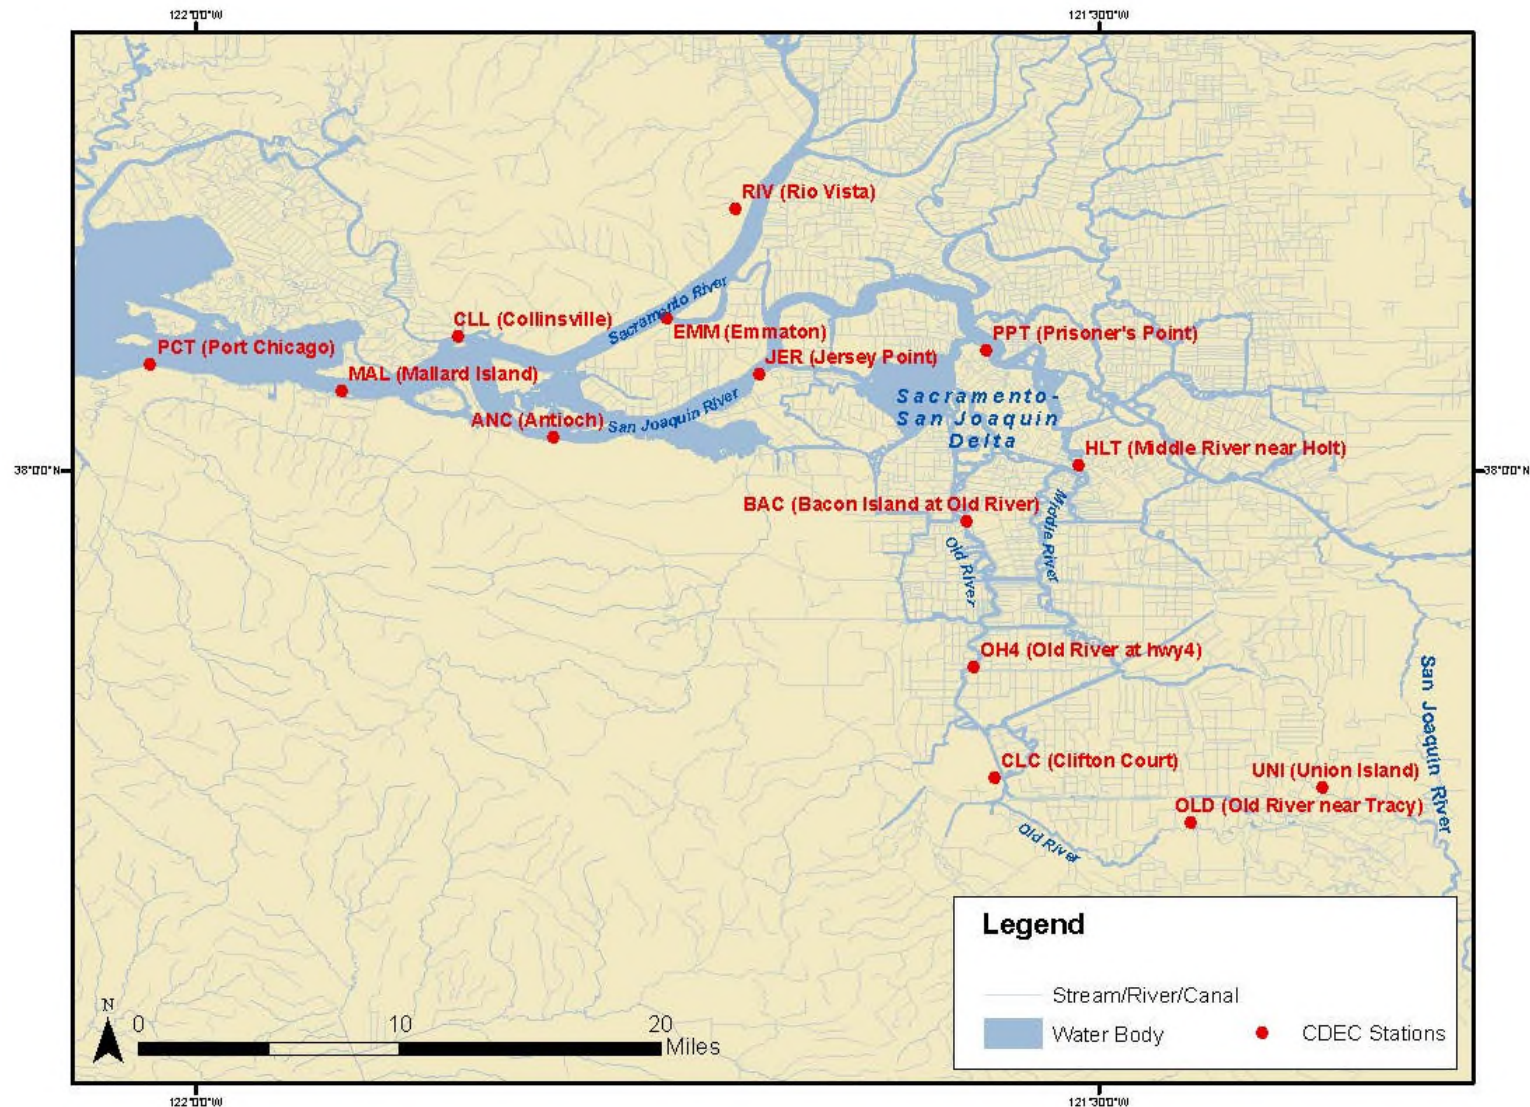 122°00'0"W
121°30'0"W
RIV (Rio Vista)
Sacramento River
CLL (Collinsville)
EMM (Emmaton)
PPT (Prisoner's Point)
PCT (Port Chicago)
JER (Jersey Point)
MAL (Mallard Island)
Sacramento-
San Joaquin
Delta
ANC (Antioch)
San Joaquin River
HLT (Middle River near Holt)
38°00'0"N
38°00'0"N
BAC (Bacon Island at Old River)
Middle River
Old River
OH4 (Old River at hwy4)
San Joaquin River
CLC (Clifton Court)
UNI (Union Island)
OLD (Old River near Tracy)
Old River
Legend
Stream/River/Canal
Water Body
CDEC Stations
N
0 10 20
Miles
122°00'0"W
121°30'0"W